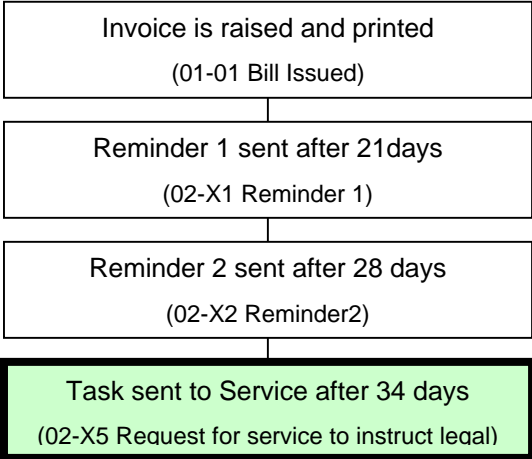 Invoice is raised and printed
(01-01 Bill Issued)
Reminder 1 sent after 21days
(02-X1 Reminder 1)
Reminder 2 sent after 28 days
(02-X2 Reminder2)
Task sent to Service after 34 days
(02-X5 Request for service to instruct legal)